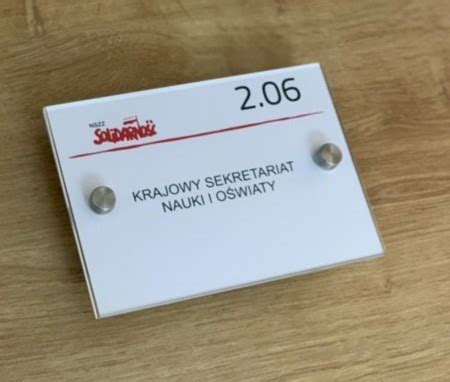 2.06
NSZZ
SOLIDARNOŚĆ
KRAJOWY SEKRETARIAT
NAUKI I OŚWIATY